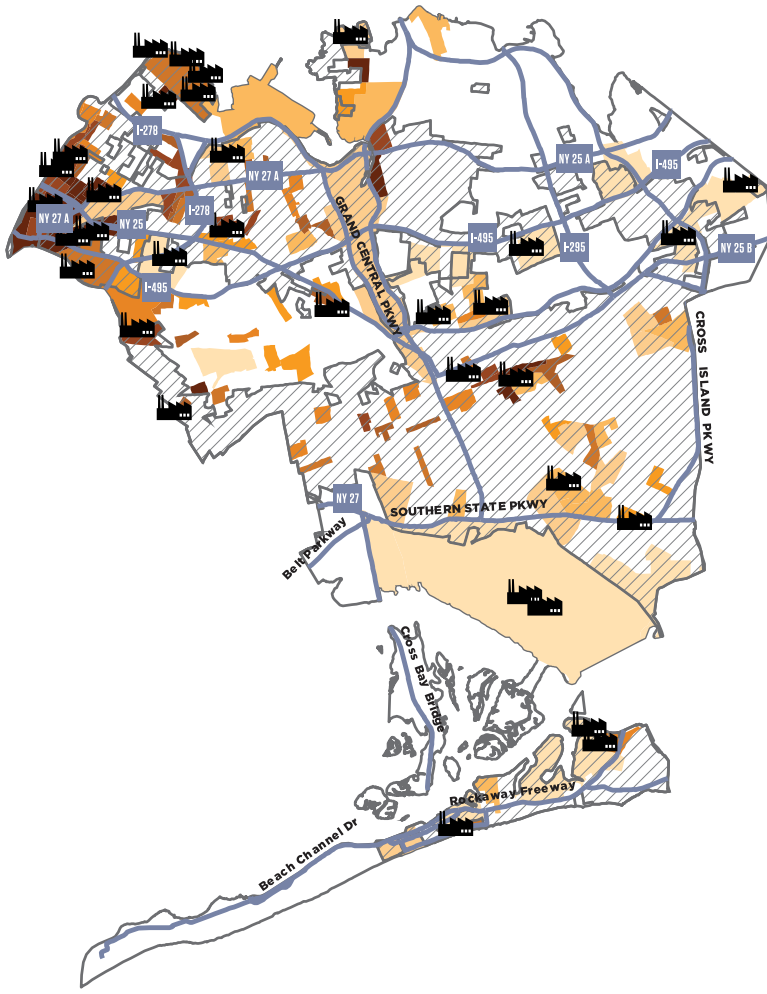 I-278
NY 25 A
I-495
NY 27 A
I-278
NY 27 A
NY 25
GRAND CENTRAL PKWY
I-495
I-295
NY 25 B
I-495
CROSS ISLAND PKWY
NY 27
SOUTHERN STATE PKWY
Belt Parkway
Cross Bay Bridge
Rockaway Freeway
Beach Channel Dr